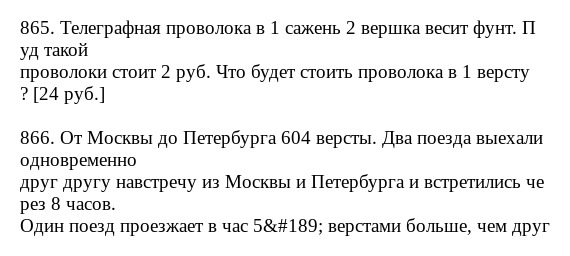 865. Телеграфная проволока в 1 сажень 2 вершка весит фунт. П
уд такой
проволоки стоит 2 руб. Что будет стоить проволока в 1 версту
? [24 руб.]
866. От Москвы до Петербурга 604 версты. Два поезда выехали
одновременно
друг другу навстречу из Москвы и Петербурга и встретились че
рез 8 часов.
Один поезд проезжает в час 5&#189; верстами больше, чем друг